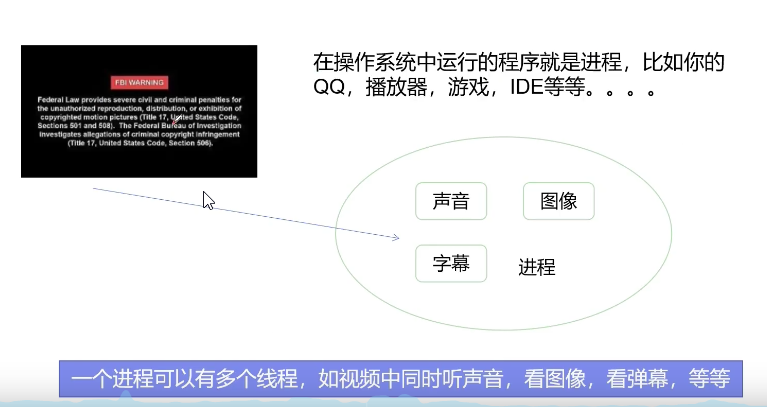 在操作系统中运行的程序就是进程，比如你的
QQ，播放器，游戏，IDE等等。。。。
FBI WARNING
Federal Law provides severe civil and criminal penalties for
the unauthorized reproduction, distribution, or exhibition of
copyrighted motion pictures (Title 17, United States Code,
Sections 501 and 508). The Federal Bureau of Investigation
investigates allegations of criminal copyright infringement
(Title 17, United States Code, Section 506).
声音
图像
字幕
进程
一个进程可以有多个线程，如视频中同时听声音，看图像，看弹幕，等等